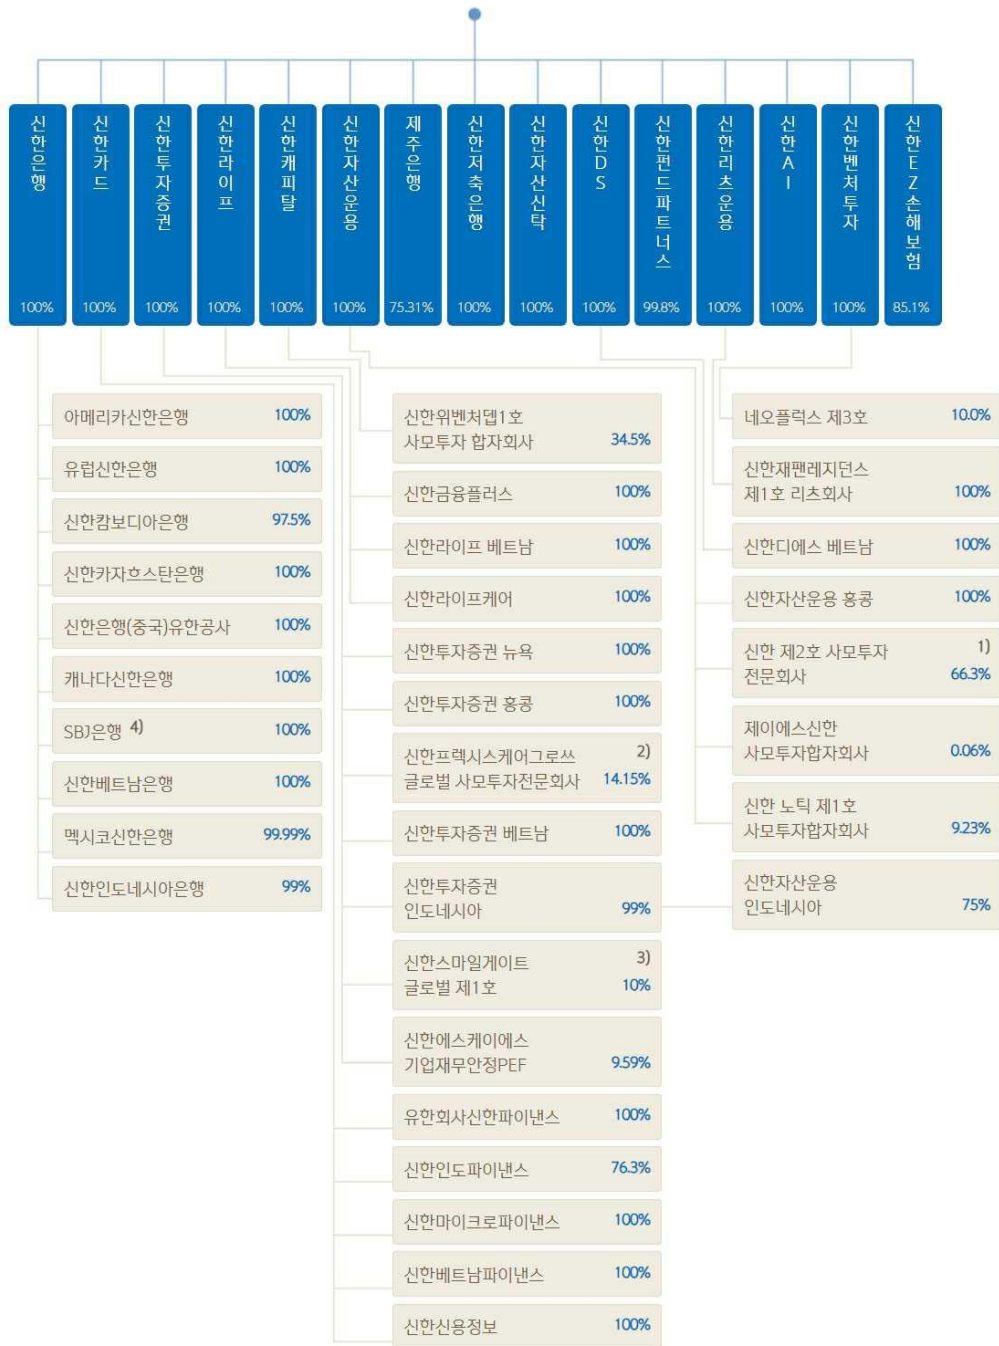 신한은행
100%
신한카드
100%
신한투자증권
100%
신한라이프
100%
신한캐피탈
100%
신한자산운용
100%
제주은행
75.31%
신한저축은행
100%
신한자산신탁
100%
신한DS
100%
신한펀드파트너스
99.8%
신한리츠운용
100%
신한AI
100%
신한벤처투자
100%
신한EZ손해보험
85.1%
아메리카신한은행 100%
유럽신한은행 100%
신한캄보디아은행 97.5%
신한카자흐스탄은행 100%
신한은행(중국)유한공사 100%
캐나다신한은행 100%
SBJ은행 4) 100%
신한베트남은행 100%
멕시코신한은행 99.99%
신한인도네시아은행 99%
신한위벤처뎁1호
사모투자 합자회사 34.5%
신한금융플러스 100%
신한라이프 베트남 100%
신한라이프케어 100%
신한투자증권 뉴욕 100%
신한투자증권 홍콩 100%
신한프렉시스케어그로쓰 2)
글로벌 사모투자전문회사 14.15%
신한투자증권 베트남 100%
신한투자증권
인도네시아 99%
신한스마일게이트 3)
글로벌 제1호 10%
신한에스케이에스
기업재무안정PEF 9.59%
유한회사신한파이낸스 100%
신한인도파이낸스 76.3%
신한마이크로파이낸스 100%
신한베트남파이낸스 100%
신한신용정보 100%
네오플럭스 제3호 10.0%
신한재팬레지던스
제1호 리츠회사 100%
신한디에스 베트남 100%
신한자산운용 홍콩 100%
신한 제2호 사모투자 1)
전문회사 66.3%
제이에스신한
사모투자합자회사 0.06%
신한 노틱 제1호
사모투자합자회사 9.23%
신한자산운용
인도네시아 75%